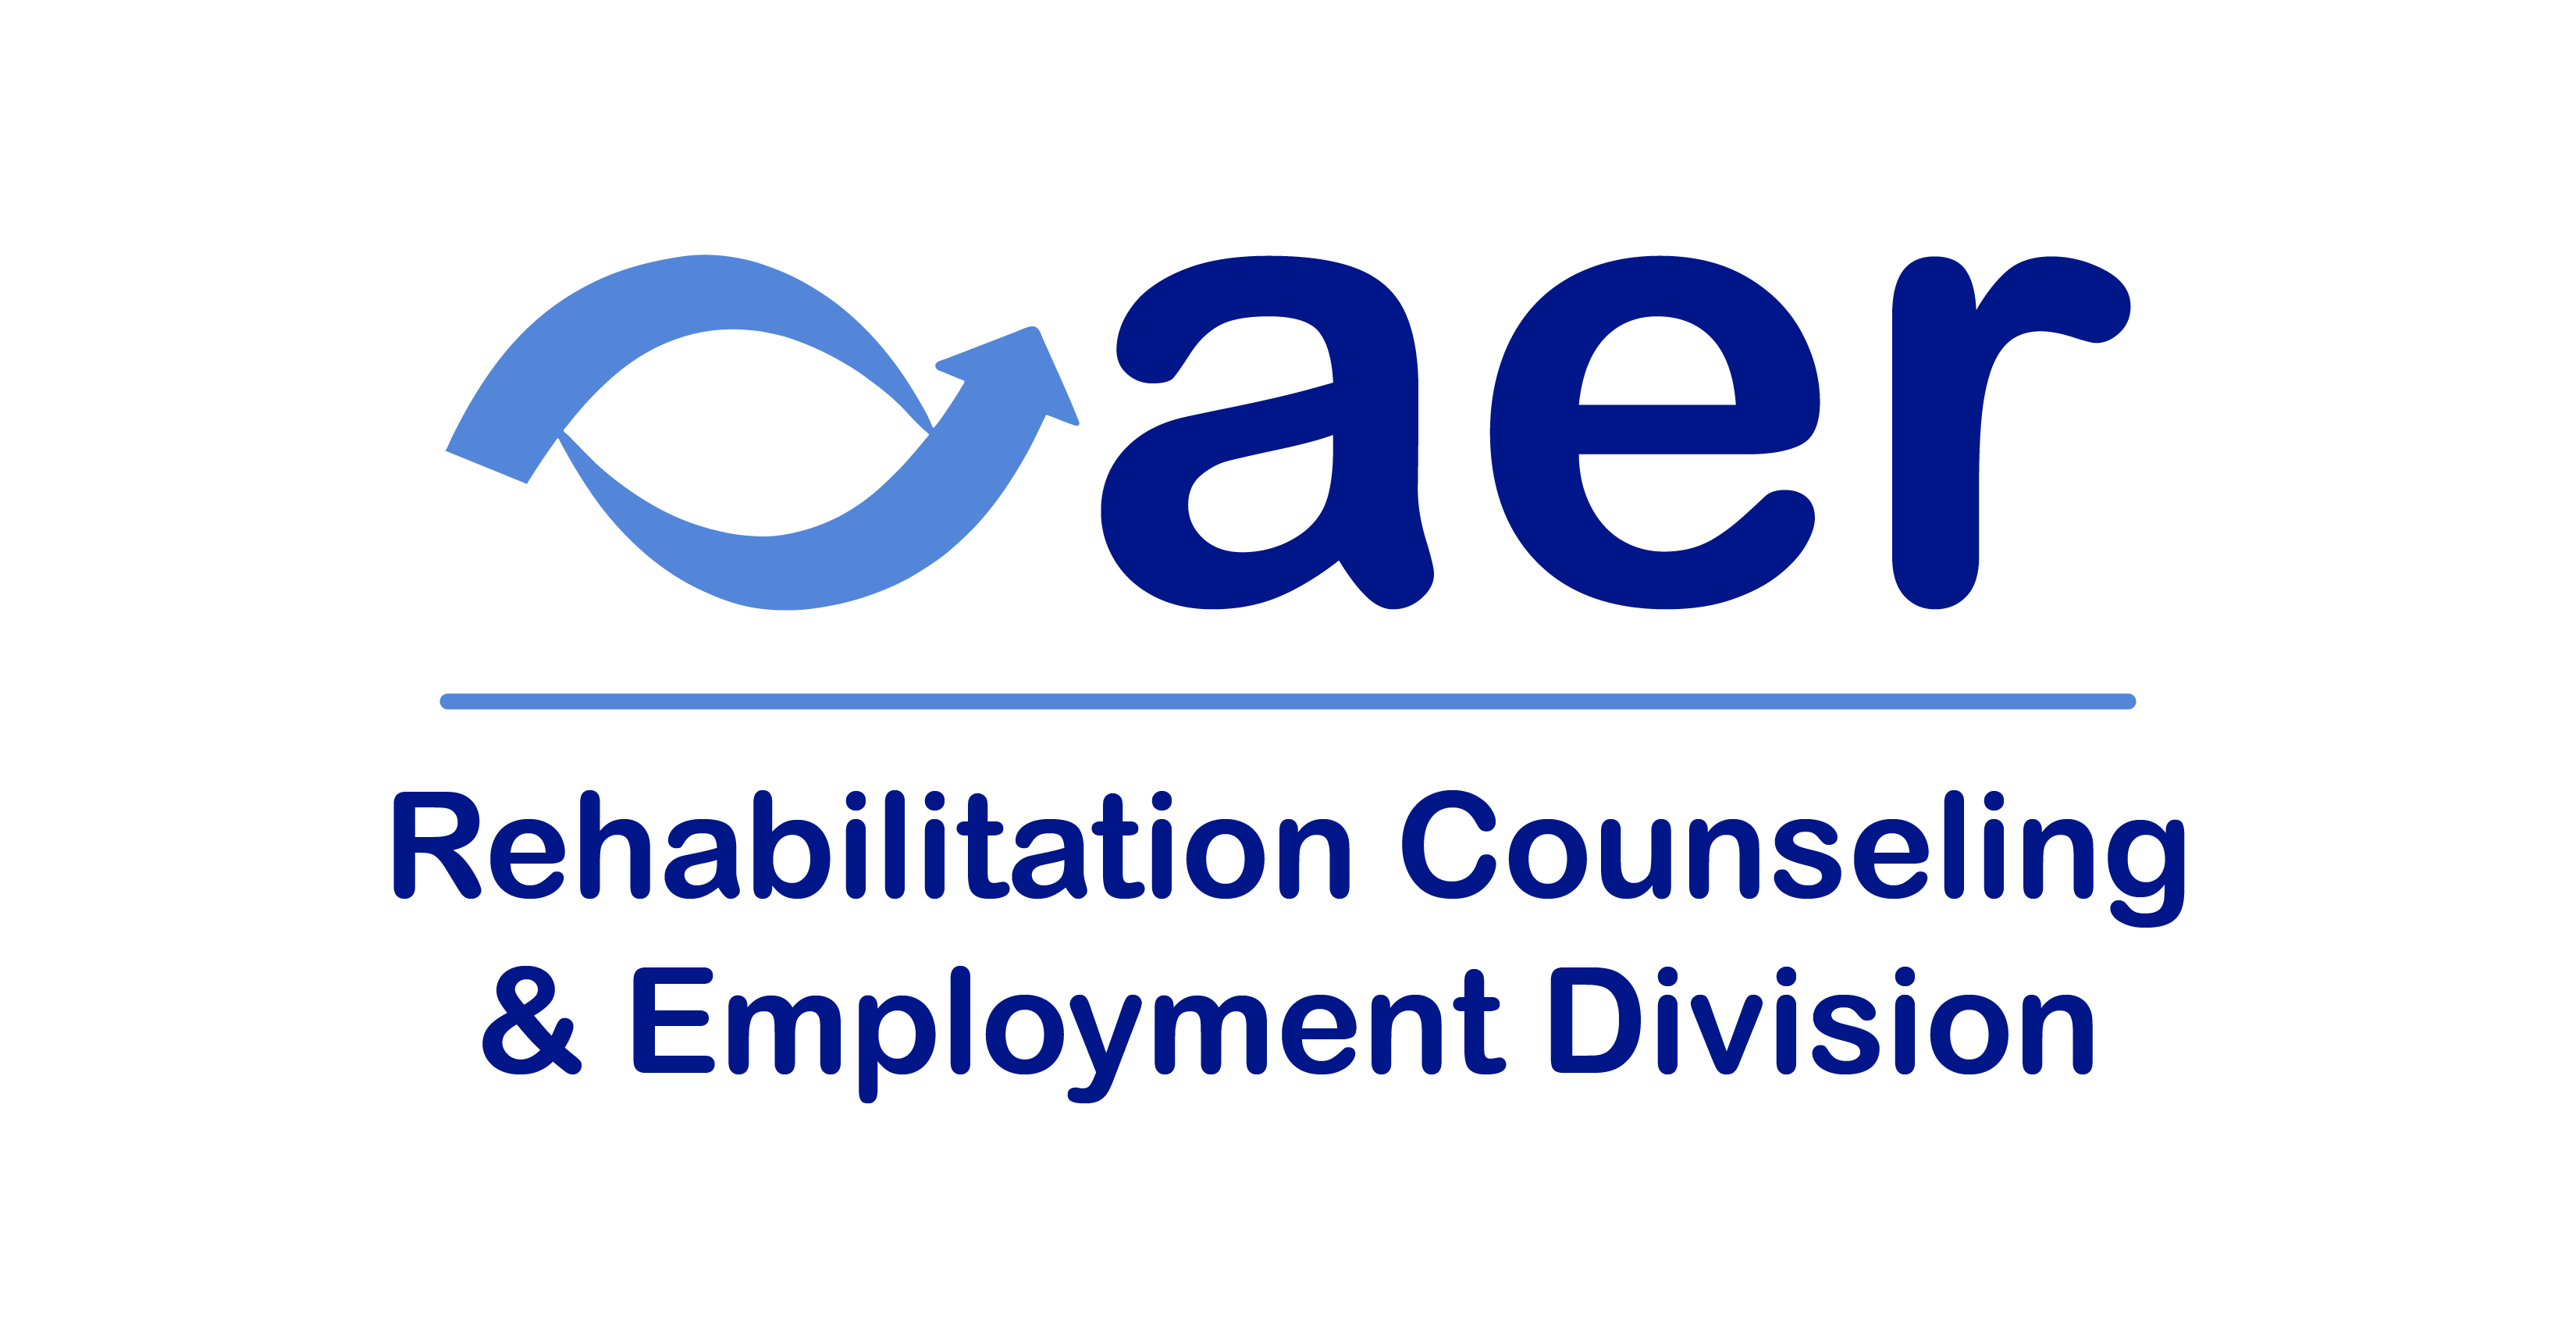 aer
Rehabilitation Counseling
& Employment Division